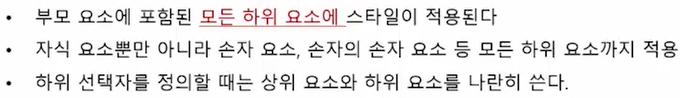 • 부모 요소에 포함된 모든 하위 요소에 스타일이 적용된다
• 자식 요소뿐만 아니라 손자 요소, 손자의 손자 요소 등 모든 하위 요소까지 적용
• 하위 선택자를 정의할 때는 상위 요소와 하위 요소를 나란히 쓴다.